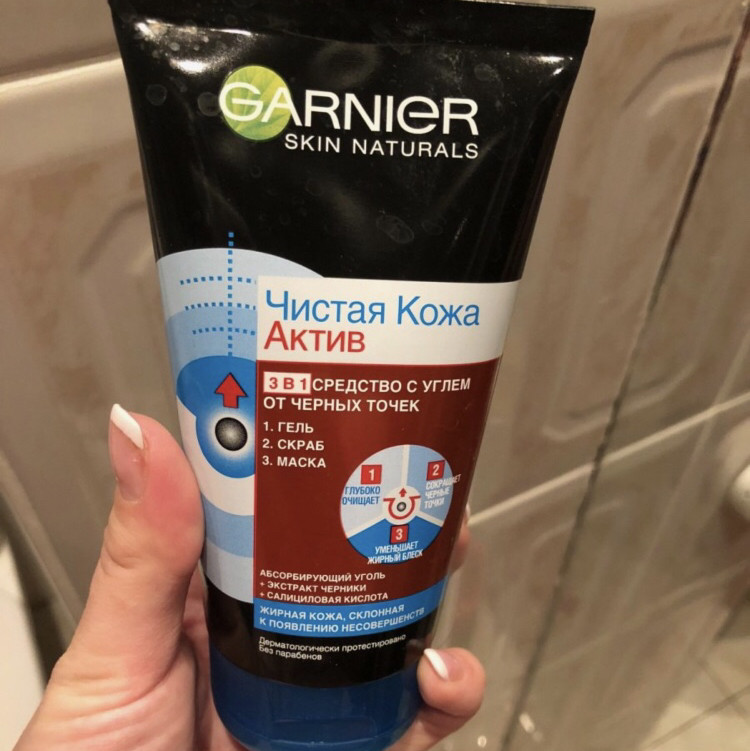 GARNIER
SKIN NATURALS
Чистая Кожа
Актив
3 В 1 СРЕДСТВО С УГЛЕМ
ОТ ЧЕРНЫХ ТОЧЕК
1. ГЕЛЬ
2. СКРАБ
3. МАСКА
1
ГЛУБОКО
ОЧИЩАЕТ
2
СОКРАЩАЕТ
ЧЕРНЫЕ
ТОЧКИ
3
УМЕНЬШАЕТ
ЖИРНЫЙ БЛЕСК
АБСОРБИРУЮЩИЙ УГОЛЬ
+ ЭКСТРАКТ ЧЕРНИКИ
+ САЛИЦИЛОВАЯ КИСЛОТА
ЖИРНАЯ КОЖА, СКЛОННАЯ
К ПОЯВЛЕНИЮ НЕСОВЕРШЕНСТВ
Дерматологически протестировано
Без парабенов